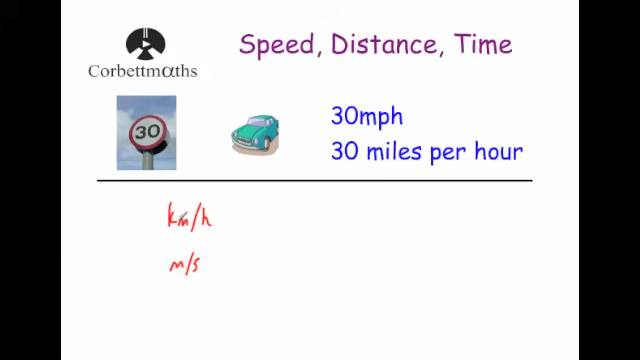 Speed, Distance, Time
Corbettmαths
30
30mph
30 miles per hour
km/h
m/s